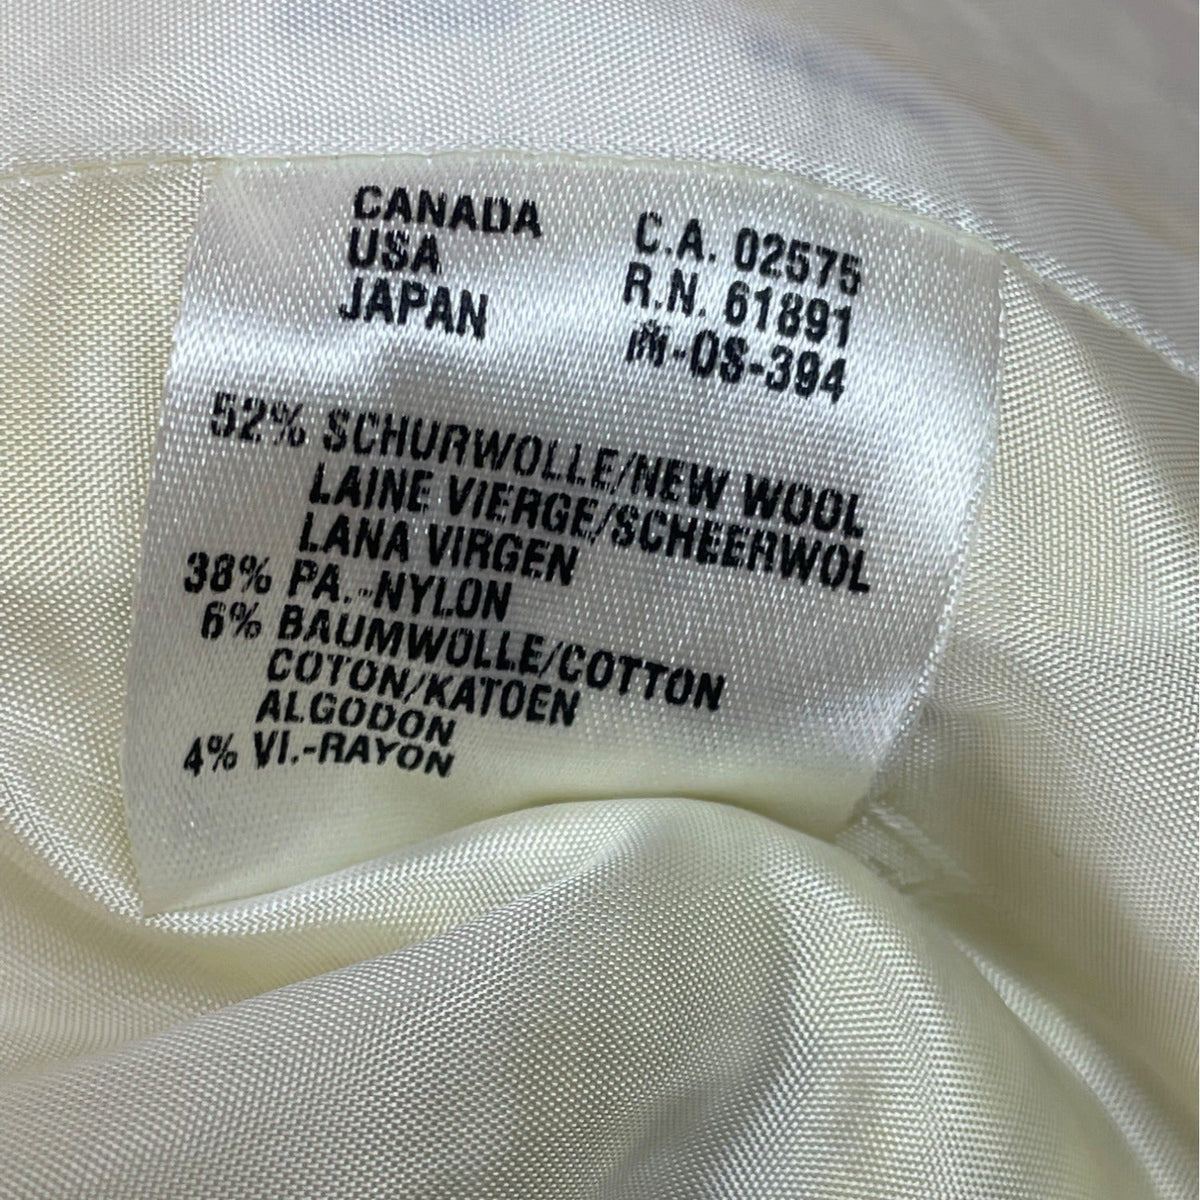 CANADA
USA
JAPAN
C.A. 02575
R.N. 61891
-OS-394
52% SCHURWOLLE/NEW WOOL
LAINE VIERGE/SCHEERWOL
LANA VIRGEN
38% PA.-NYLON
6% BAUMWOLLE/COTTON
COTON/KATOEN
ALGODON
4% VI.-RAYON